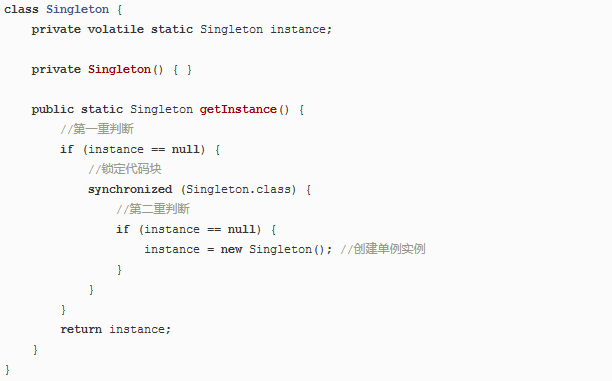 class Singleton {
    private volatile static Singleton instance;

    private Singleton() { }

    public static Singleton getInstance() {
        //第一重判断
        if (instance == null) {
            //锁定代码块
            synchronized (Singleton.class) {
                //第二重判断
                if (instance == null) {
                    instance = new Singleton(); //创建单例实例
                }
            }
        }
        return instance;
    }
}